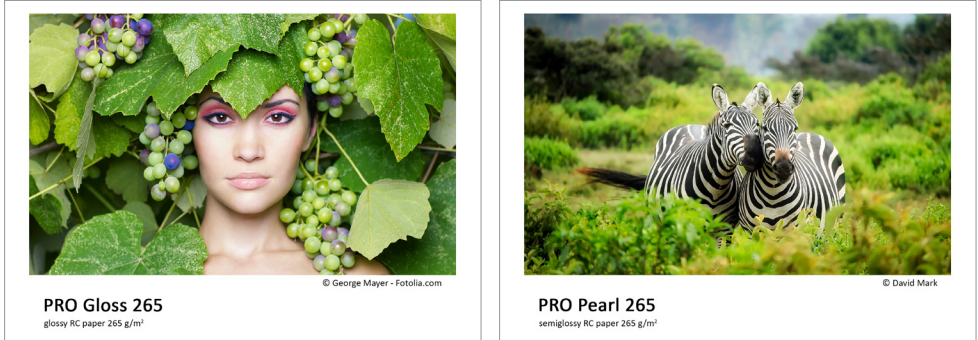 © George Mayer - Fotolia.com
PRO Gloss 265
glossy RC paper 265 g/m²
© David Mark
PRO Pearl 265
semiglossy RC paper 265 g/m²